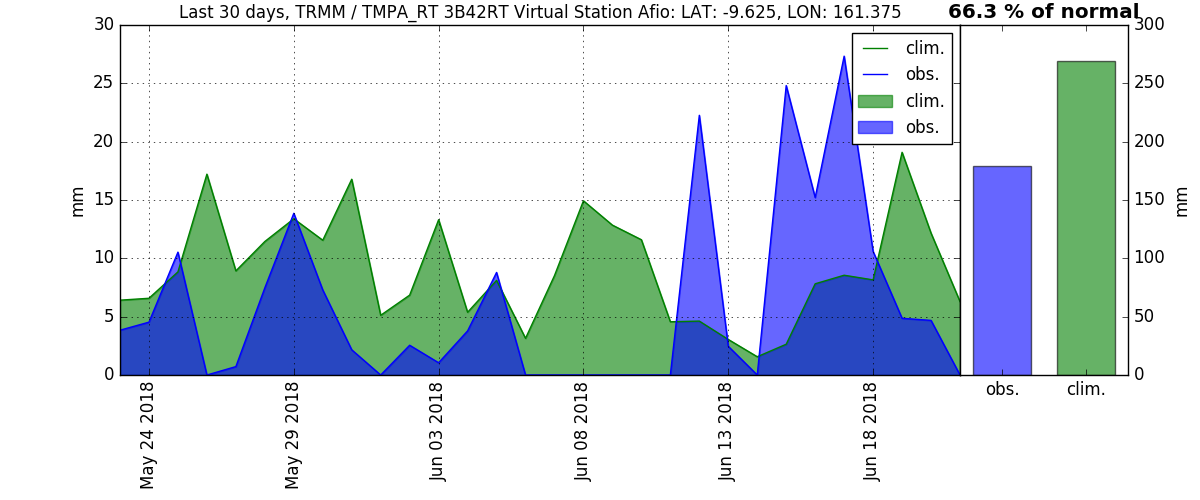 Last 30 days, TRMM / TMPA_RT 3B42RT Virtual Station Afio: LAT: -9.625, LON: 161.375
66.3 % of normal
30
25
20
15
10
5
0
mm
clim.
obs.
clim.
obs.
May 24 2018
May 29 2018
Jun 03 2018
Jun 08 2018
Jun 13 2018
Jun 18 2018
300
250
200
150
100
50
0
mm
obs.
clim.